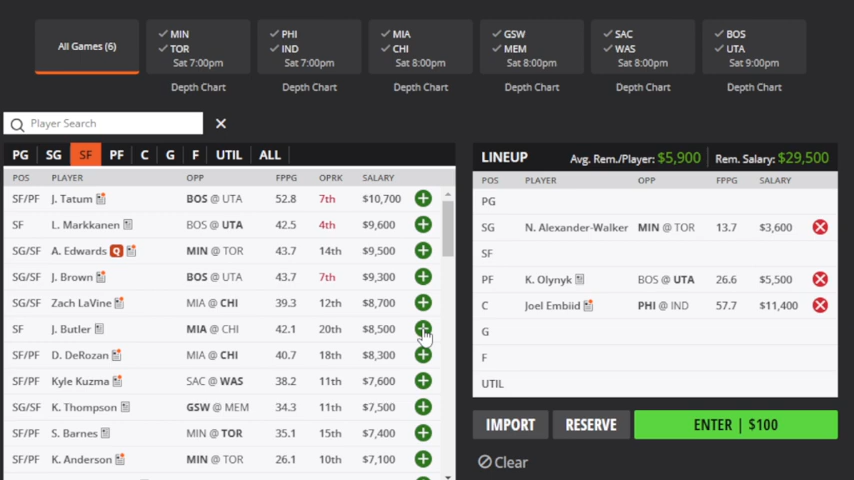 All Games (6)
MIN
TOR
Sat 7:00pm
Depth Chart
PHI
IND
Sat 7:00pm
Depth Chart
MIA
CHI
Sat 8:00pm
Depth Chart
GSW
MEM
Sat 8:00pm
Depth Chart
SAC
WAS
Sat 8:00pm
Depth Chart
BOS
UTA
Sat 9:00pm
Depth Chart
Player Search
PG SG SF PF C G F UTIL ALL
POS PLAYER OPP FPPG OPRK SALARY
SF/PF J. Tatum BOS @ UTA 52.8 7th $10,700
SF L. Markkanen BOS @ UTA 42.5 4th $9,600
SG/SF A. Edwards Q MIN @ TOR 43.7 14th $9,500
SG/SF J. Brown BOS @ UTA 43.7 7th $9,300
SG/SF Zach LaVine MIA @ CHI 39.3 12th $8,700
SF J. Butler MIA @ CHI 42.1 20th $8,500
SF/PF D. DeRozan MIA @ CHI 40.7 18th $8,300
SF/PF Kyle Kuzma SAC @ WAS 38.2 11th $7,600
SG/SF K. Thompson GSW @ MEM 34.3 11th $7,500
SF/PF S. Barnes MIN @ TOR 35.1 15th $7,400
SF/PF K. Anderson MIN @ TOR 26.1 10th $7,100
LINEUP Avg. Rem./Player: $5,900 Rem. Salary: $29,500
POS PLAYER OPP FPPG SALARY
PG
SG N. Alexander-Walker MIN @ TOR 13.7 $3,600
SF
PF K. Olynyk BOS @ UTA 26.6 $5,500
C Joel Embiid PHI @ IND 57.7 $11,400
G
F
UTIL
IMPORT RESERVE ENTER | $100
Clear